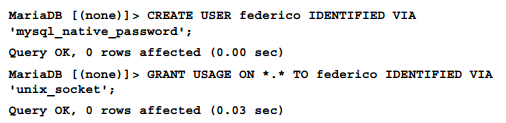 MariaDB [(none)]> CREATE USER federico IDENTIFIED VIA
'mysql_native_password';
Query OK, 0 rows affected (0.00 sec)
MariaDB [(none)]> GRANT USAGE ON *.* TO federico IDENTIFIED VIA
'unix_socket';
Query OK, 0 rows affected (0.03 sec)